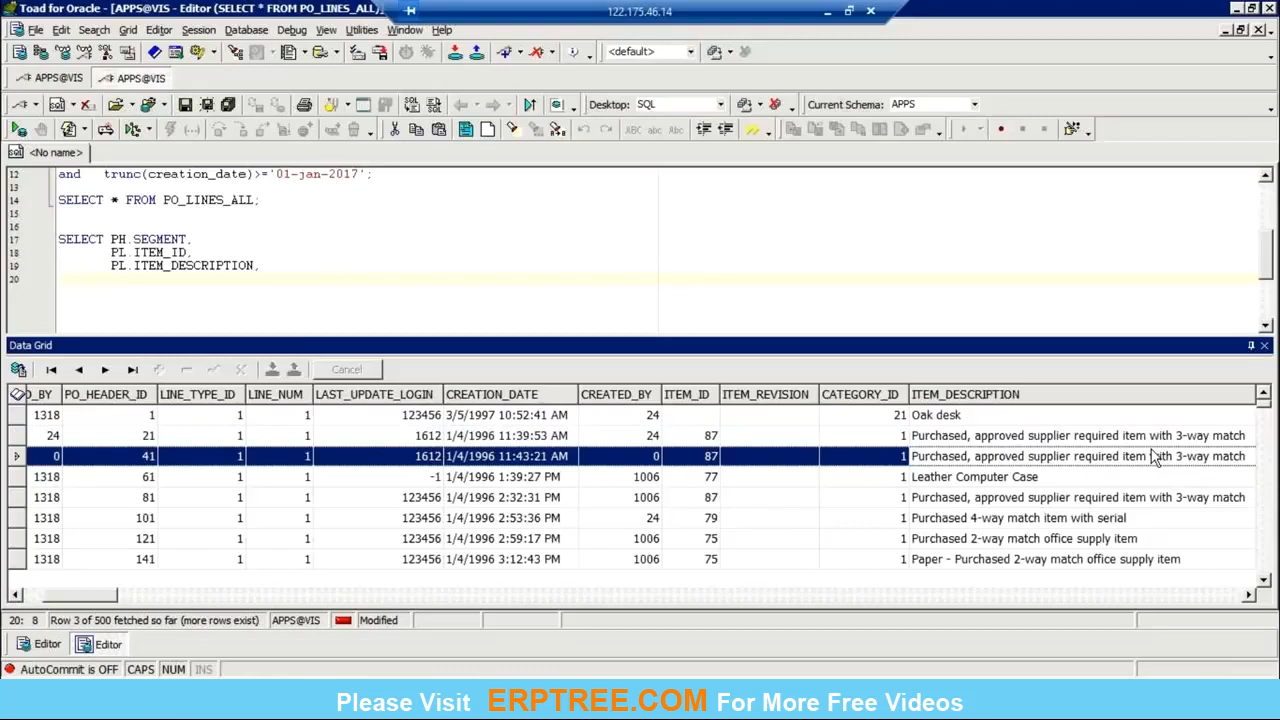 Toad for Oracle - [APPS@VIS - Editor (SELECT * FROM PO_LINES_ALL)]
122.175.46.14
File Edit Search Grid Editor Session Database Debug View Utilities Window Help
<default>
APPS@VIS APPS@VIS
Desktop: SQL Current Schema: APPS
ABC abc Abc
<No name>
12 and trunc(creation_date)>='01-jan-2017';
13
14 SELECT * FROM PO_LINES_ALL;
15
16
17 SELECT PH.SEGMENT,
18 PL.ITEM_ID,
19 PL.ITEM_DESCRIPTION,
20
Data Grid
Cancel
D_BY PO_HEADER_ID LINE_TYPE_ID LINE_NUM LAST_UPDATE_LOGIN CREATION_DATE CREATED_BY ITEM_ID ITEM_REVISION CATEGORY_ID ITEM_DESCRIPTION
1318 1 1 1 123456 3/5/1997 10:52:41 AM 24 21 Oak desk
24 21 1 1 1612 1/4/1996 11:39:53 AM 24 87 1 Purchased, approved supplier required item with 3-way match
0 41 1 1 1612 1/4/1996 11:43:21 AM 0 87 1 Purchased, approved supplier required item with 3-way match
1318 61 1 1 -1 1/4/1996 1:39:27 PM 1006 77 1 Leather Computer Case
1318 81 1 1 123456 1/4/1996 2:32:31 PM 1006 87 1 Purchased, approved supplier required item with 3-way match
1318 101 1 1 123456 1/4/1996 2:53:36 PM 24 79 1 Purchased 4-way match item with serial
1318 121 1 1 123456 1/4/1996 2:59:17 PM 1006 75 1 Purchased 2-way match office supply item
1318 141 1 1 123456 1/4/1996 3:12:43 PM 1006 75 1 Paper - Purchased 2-way match office supply item
20: 8 Row 3 of 500 fetched so far (more rows exist) APPS@VIS Modified
Editor Editor
AutoCommit is OFF CAPS NUM INS
Please Visit ERPTREE.COM For More Free Videos